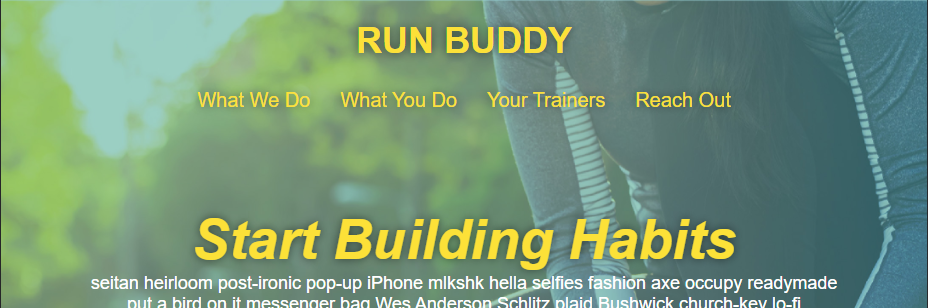 RUN BUDDY
What We Do What You Do Your Trainers Reach Out
Start Building Habits
seitan heirloom post-ironic pop-up iPhone mlkshk hella selfies fashion axe occupy readymade
put a bird on it messenger bag Wes Anderson Schlitz plaid Bushwick church-key lo-fi